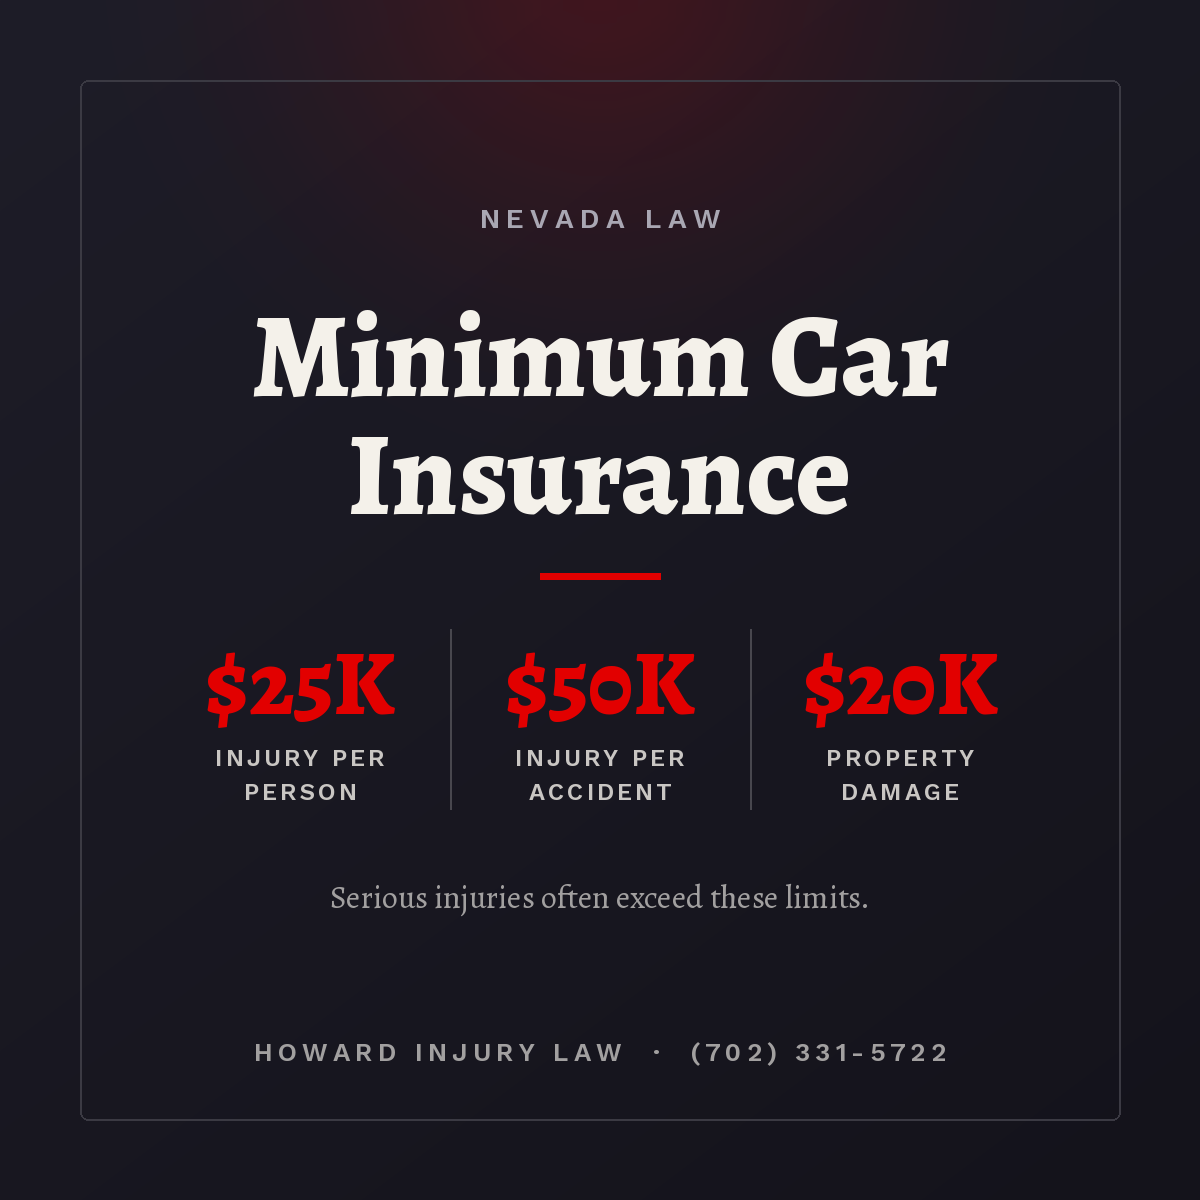 NEVADA LAW
Minimum Car
Insurance
$25K
INJURY PER
PERSON
$50K
INJURY PER
ACCIDENT
$20K
PROPERTY
DAMAGE
Serious injuries often exceed these limits.
HOWARD INJURY LAW · (702) 331-5722